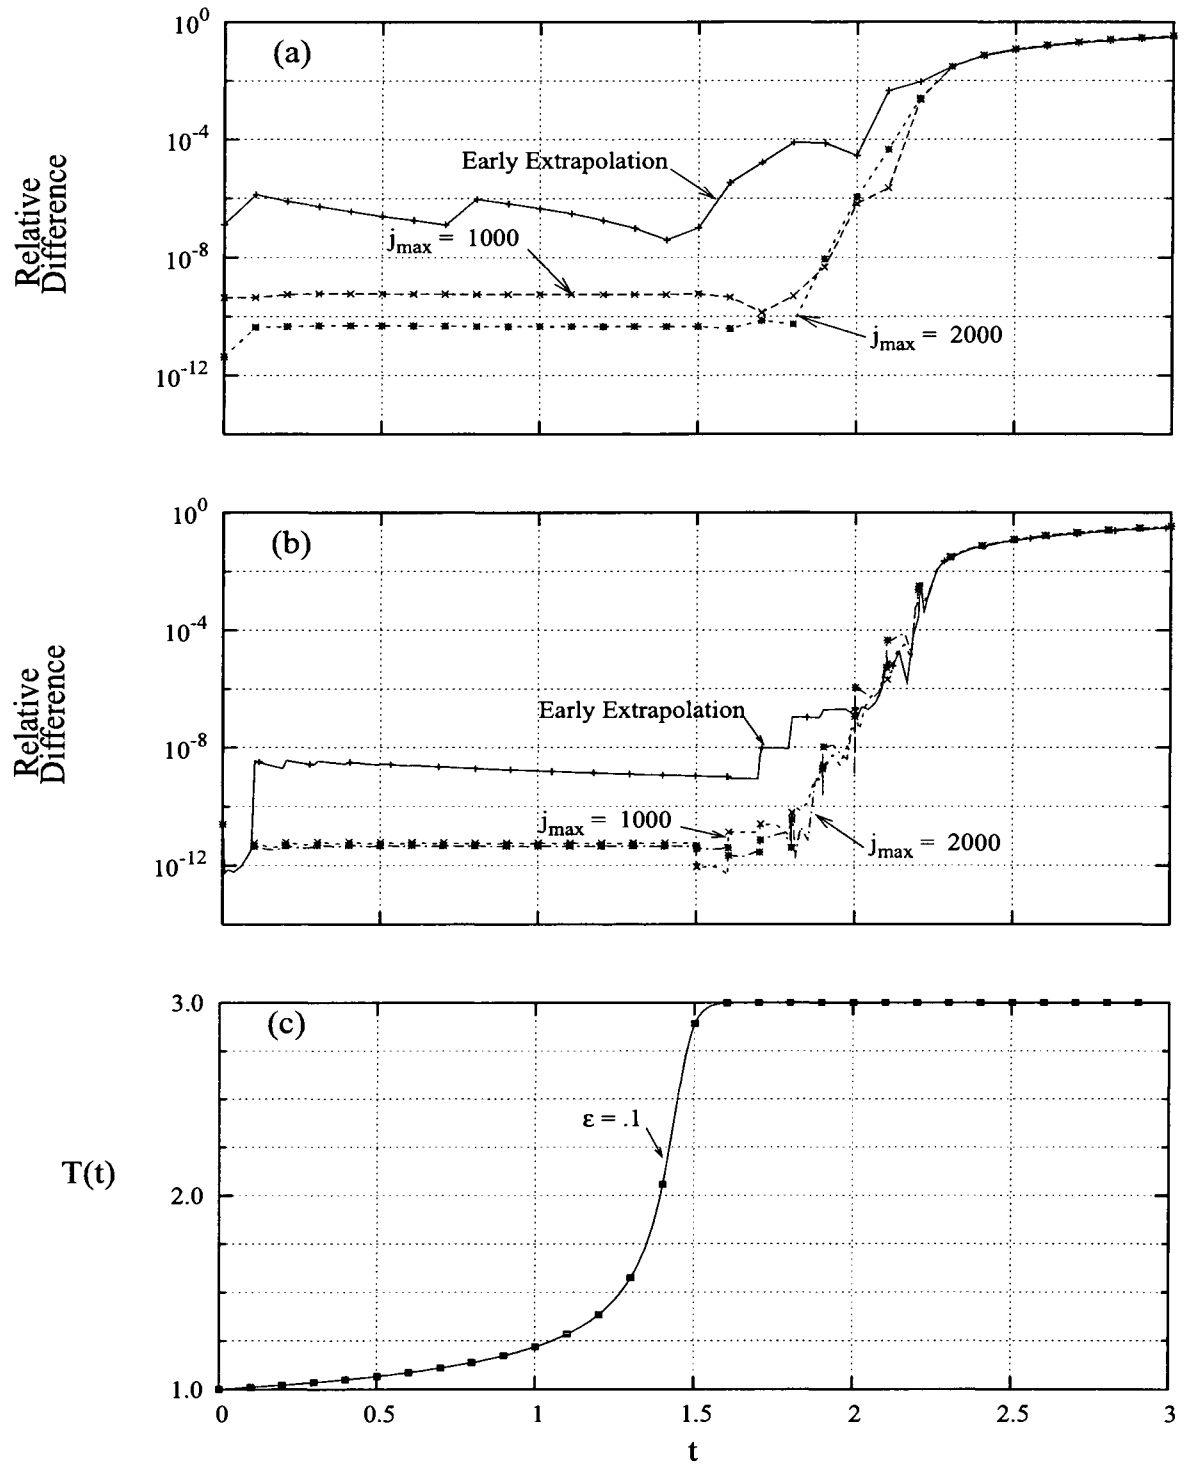 10^0
(a)
10^-4
Early Extrapolation
Relative
Difference
j_max = 1000
10^-8
j_max = 2000
10^-12
10^0
(b)
10^-4
Early Extrapolation
Relative
Difference
10^-8
j_max = 1000
j_max = 2000
10^-12
3.0
(c)
ε = .1
T(t)
2.0
1.0
0 0.5 1 1.5 2 2.5 3
t